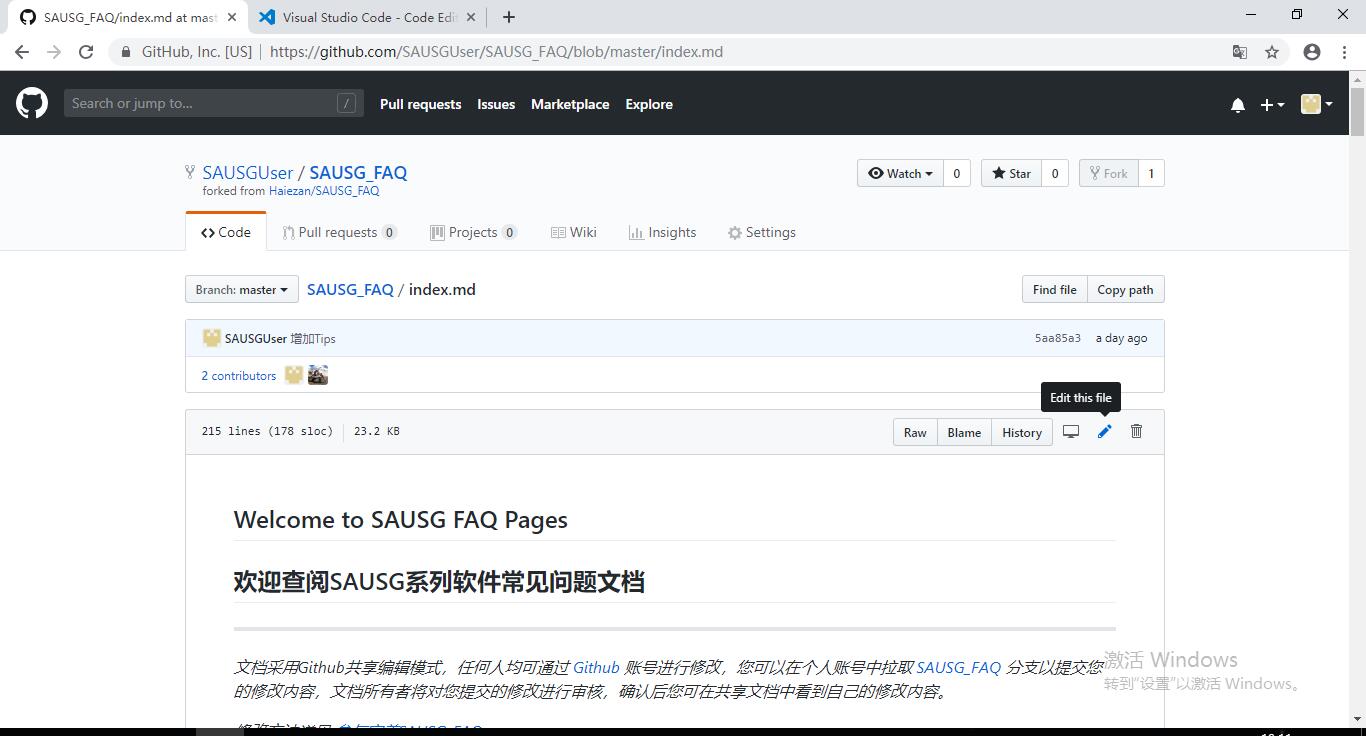 SAUSG_FAQ/index.md at mast
Visual Studio Code - Code Edit
GitHub, Inc. [US] | https://github.com/SAUSGUser/SAUSG_FAQ/blob/master/index.md
Search or jump to... /
Pull requests Issues Marketplace Explore
SAUSGUser / SAUSG_FAQ
forked from Haiezan/SAUSG_FAQ
Watch 0 Star 0 Fork 1
Code Pull requests 0 Projects 0 Wiki Insights Settings
Branch: master SAUSG_FAQ / index.md
Find file Copy path
SAUSGUser 增加Tips 5aa85a3 a day ago
2 contributors
Edit this file
215 lines (178 sloc) 23.2 KB Raw Blame History
Welcome to SAUSG FAQ Pages
欢迎查阅SAUSG系列软件常见问题文档
文档采用Github共享编辑模式，任何人均可通过 Github 账号进行修改，您可以在个人账号中拉取 SAUSG_FAQ 分支以提交您
的修改内容，文档所有者将对您提交的修改进行审核，确认后您可在共享文档中看到自己的修改内容。
激活 Windows
转到"设置"以激活 Windows。